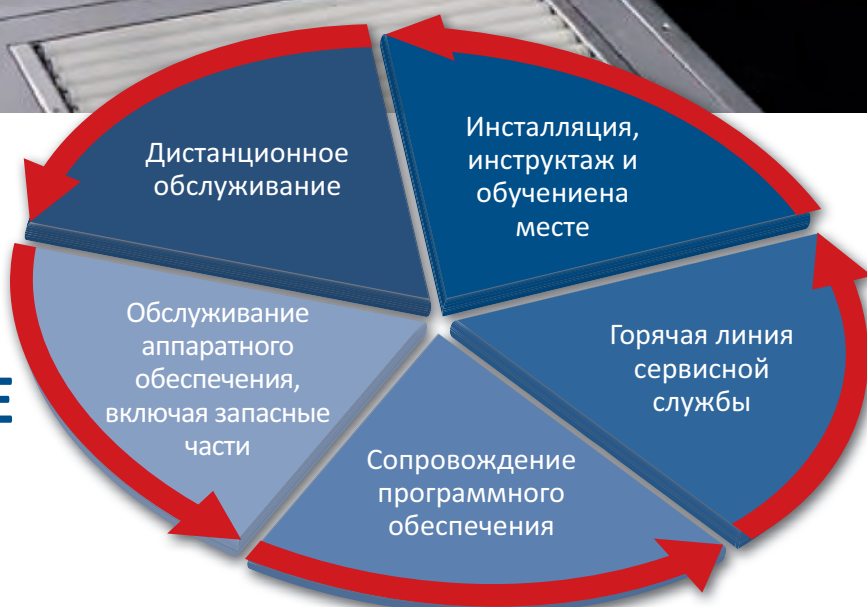 Дистанционное
обслуживание
Инсталляция,
инструктаж и
обучениена
месте
Обслуживание
аппаратного
обеспечения,
включая запасные
части
Горячая линия
сервисной
службы
Сопровождение
программного
обеспечения
Е